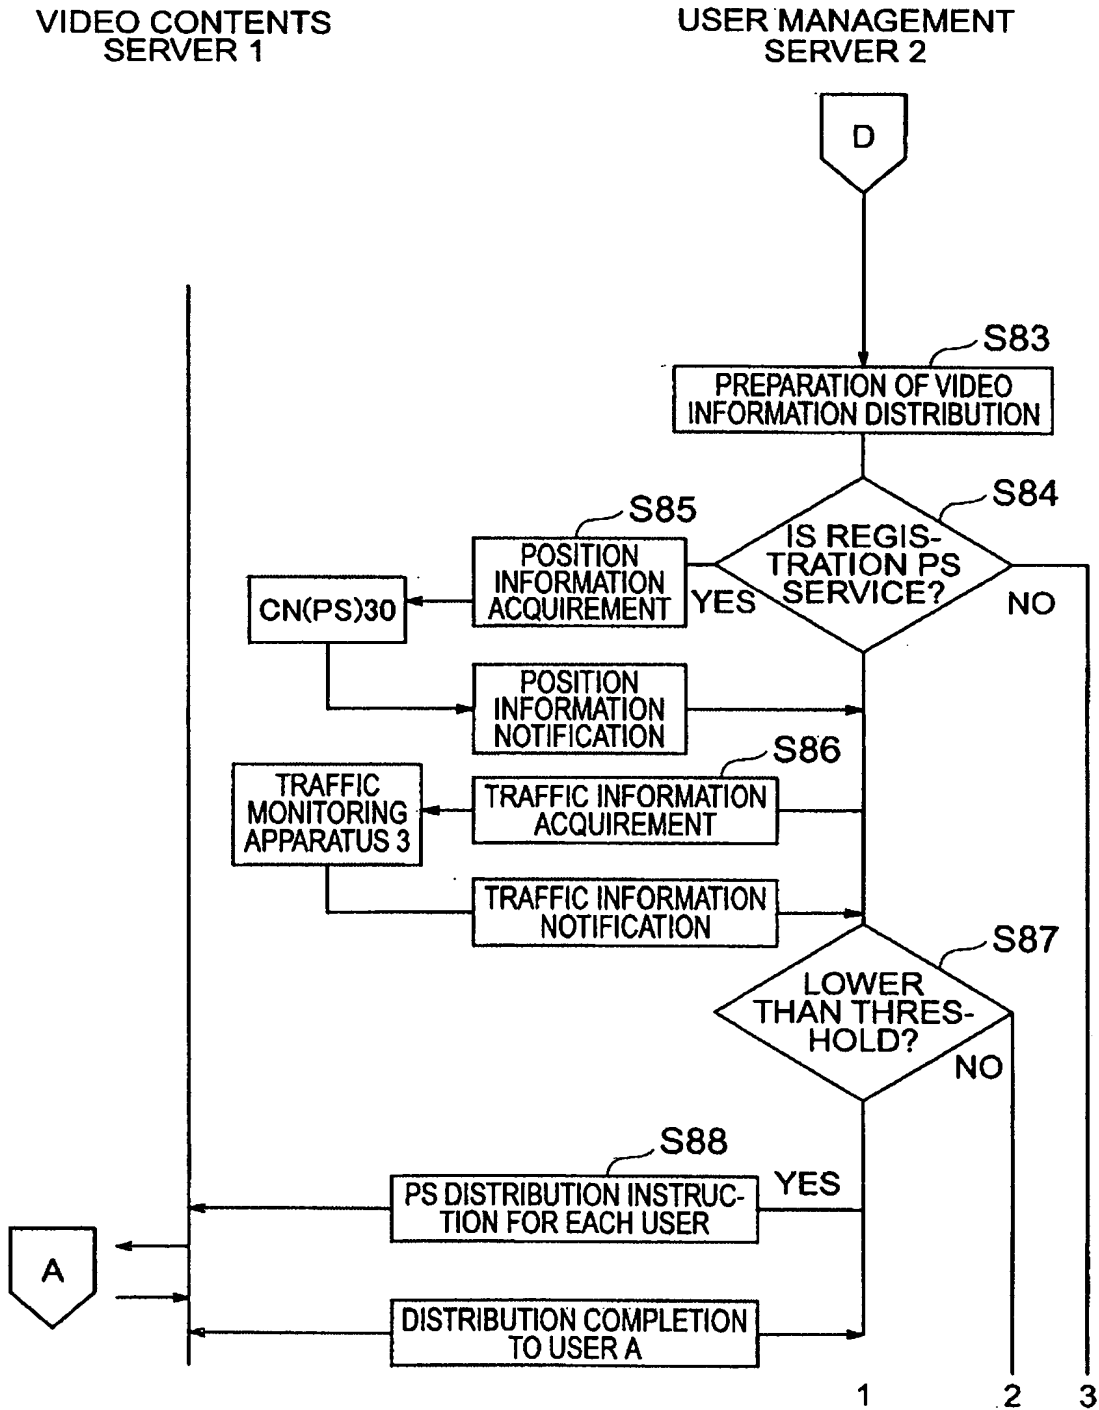 VIDEO CONTENTS
SERVER 1
USER MANAGEMENT
SERVER 2
D
S83
PREPARATION OF VIDEO
INFORMATION DISTRIBUTION
S84
IS REGIS-
TRATION PS
SERVICE?
YES
NO
S85
POSITION
INFORMATION
ACQUIREMENT
CN(PS)30
POSITION
INFORMATION
NOTIFICATION
S86
TRAFFIC INFORMATION
ACQUIREMENT
TRAFFIC
MONITORING
APPARATUS 3
TRAFFIC INFORMATION
NOTIFICATION
S87
LOWER
THAN THRES-
HOLD?
NO
YES
S88
PS DISTRIBUTION INSTRUC-
TION FOR EACH USER
A
DISTRIBUTION COMPLETION
TO USER A
1
2
3